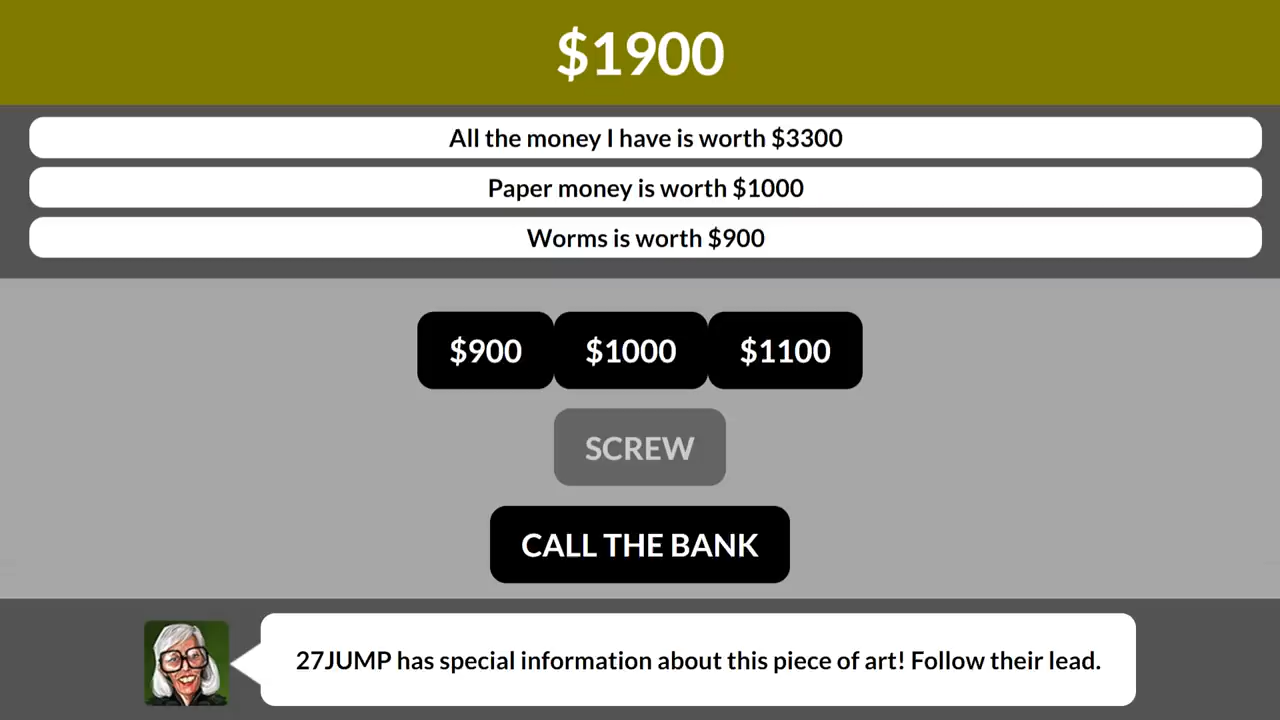 $1900
All the money I have is worth $3300
Paper money is worth $1000
Worms is worth $900
$900 $1000 $1100
SCREW
CALL THE BANK
27JUMP has special information about this piece of art! Follow their lead.